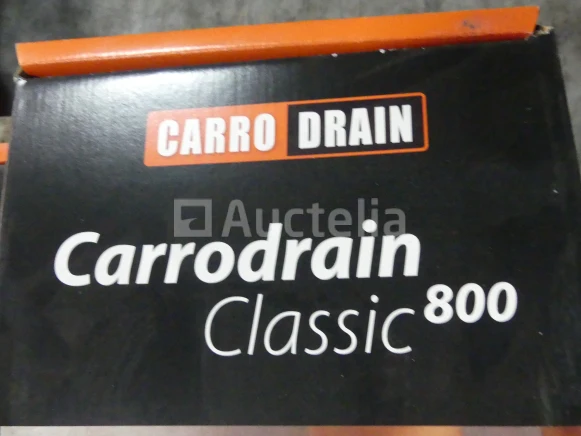 CARRO DRAIN
Auctelia
Carrodrain
Classic 800